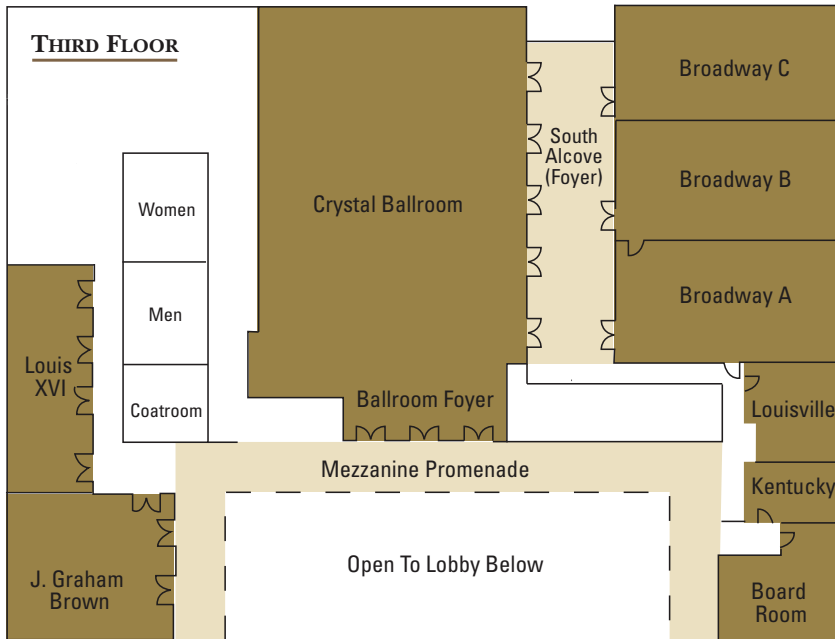 THIRD FLOOR
Broadway C
South
Alcove
(Foyer)
Women
Crystal Ballroom
Broadway B
Broadway A
Men
Louis
XVI
Coatroom
Ballroom Foyer
Louisville
Mezzanine Promenade
Kentucky
Open To Lobby Below
J. Graham
Brown
Board
Room